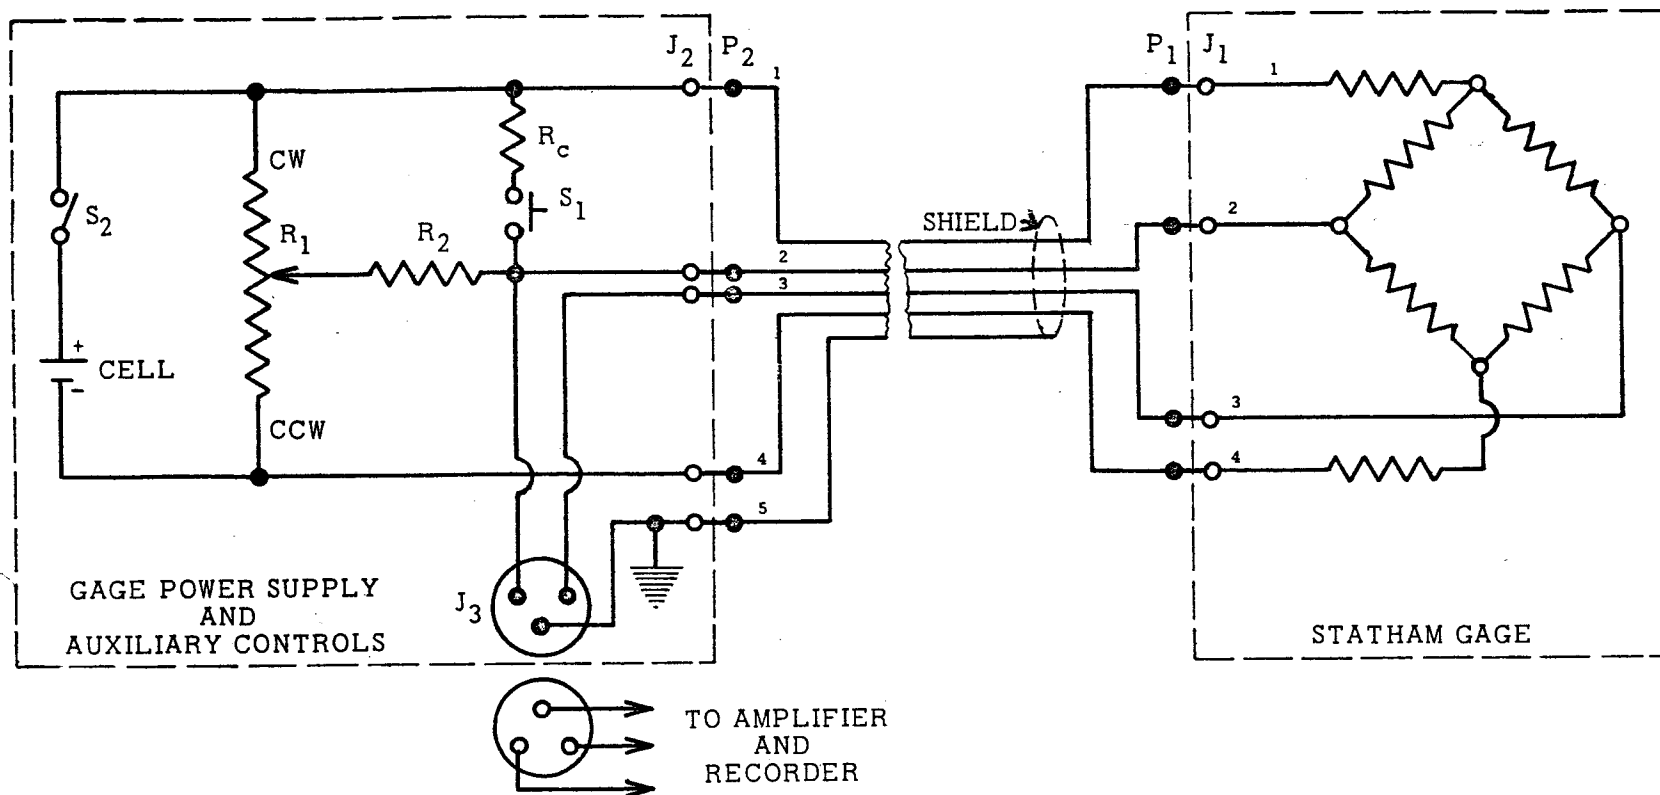 J2 P2
1
P1 J1
1
CW
Rc
S1
S2
R1
R2
SHIELD
2
2
3
+
CELL
-
CCW
3
4
4
5
GAGE POWER SUPPLY
AND
AUXILIARY CONTROLS
J3
STATHAM GAGE
TO AMPLIFIER
AND
RECORDER